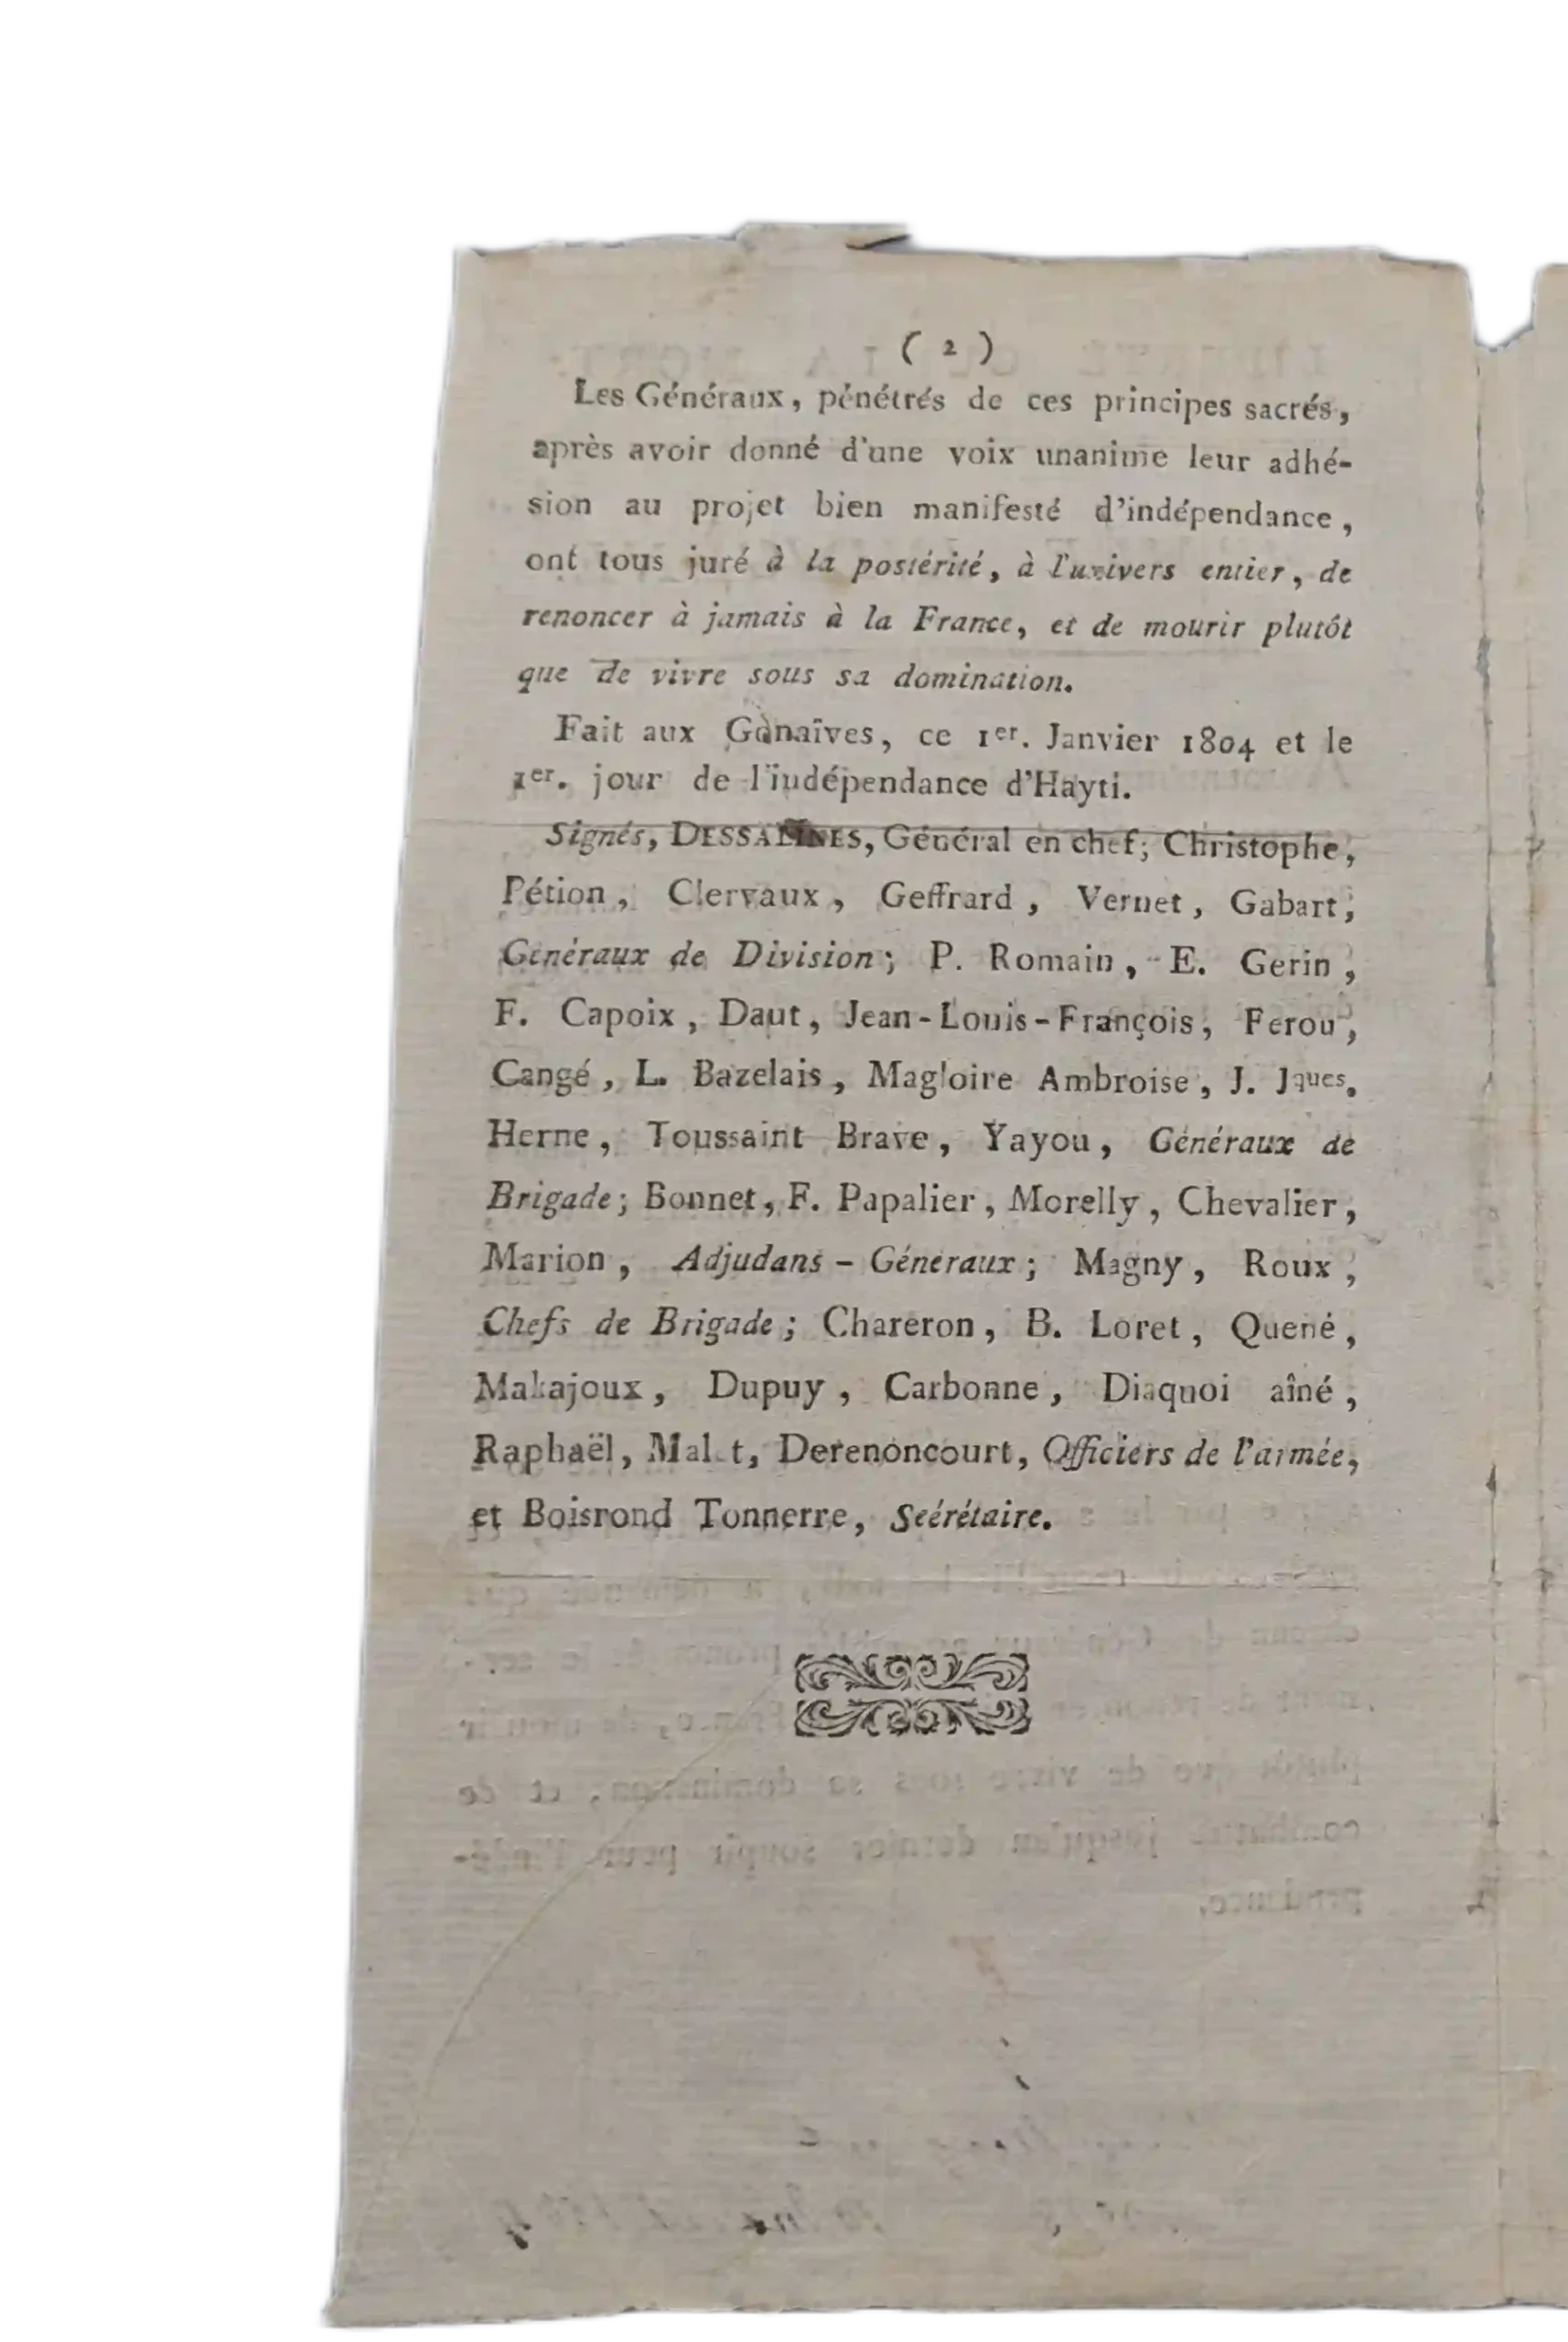 ( 2 )
Les Généraux, pénétrés de ces principes sacrés,
après avoir donné d'une voix unanime leur adhé-
sion au projet bien manifesté d'indépendance,
ont tous juré à la postérité, à l'univers entier, de
renoncer à jamais à la France, et de mourir plutôt
que de vivre sous sa domination.
Fait aux Gonaïves, ce 1er. Janvier 1804 et le
1er. jour de l'indépendance d'Hayti.
Signés, DESSALINES, Général en chef; Christophe,
Pétion, Clervaux, Geffrard, Vernet, Gabart,
Généraux de Division; P. Romain, E. Gerin,
F. Capoix, Daut, Jean-Louis-François, Ferou,
Cangé, L. Bazelais, Magloire Ambroise, J. Jques.
Herne, Toussaint Brave, Yayou, Généraux de
Brigade; Bonnet, F. Papalier, Morelly, Chevalier,
Marion, Adjudans-Généraux; Magny, Roux,
Chefs de Brigade; Chareron, B. Loret, Quené,
Makajoux, Dupuy, Carbonne, Diaquoi aîné,
Raphaël, Malet, Derenoncourt, Officiers de l'armée,
et Boisrond Tonnerre, Seérétaire.